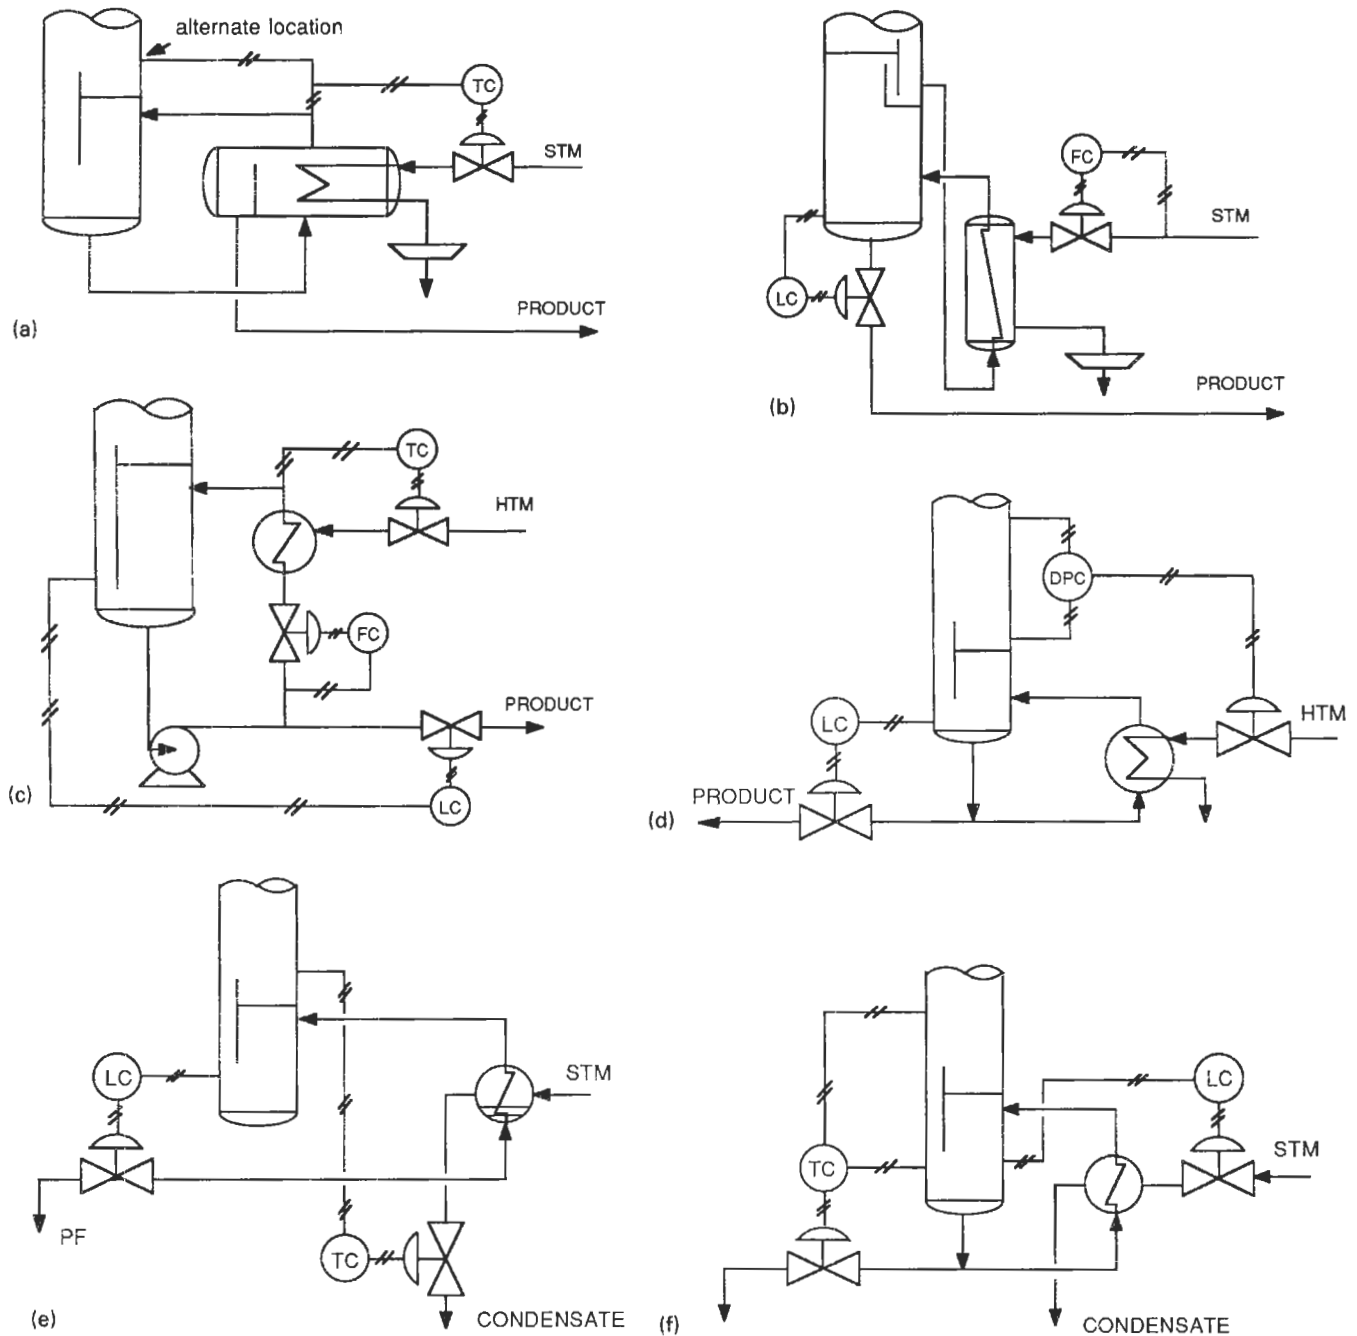 alternate location
TC
STM
PRODUCT
(a)
FC
STM
LC
PRODUCT
(b)
TC
HTM
FC
PRODUCT
LC
(c)
DPC
LC
HTM
PRODUCT
(d)
LC
STM
PF
TC
CONDENSATE
(e)
LC
TC
STM
CONDENSATE
(f)